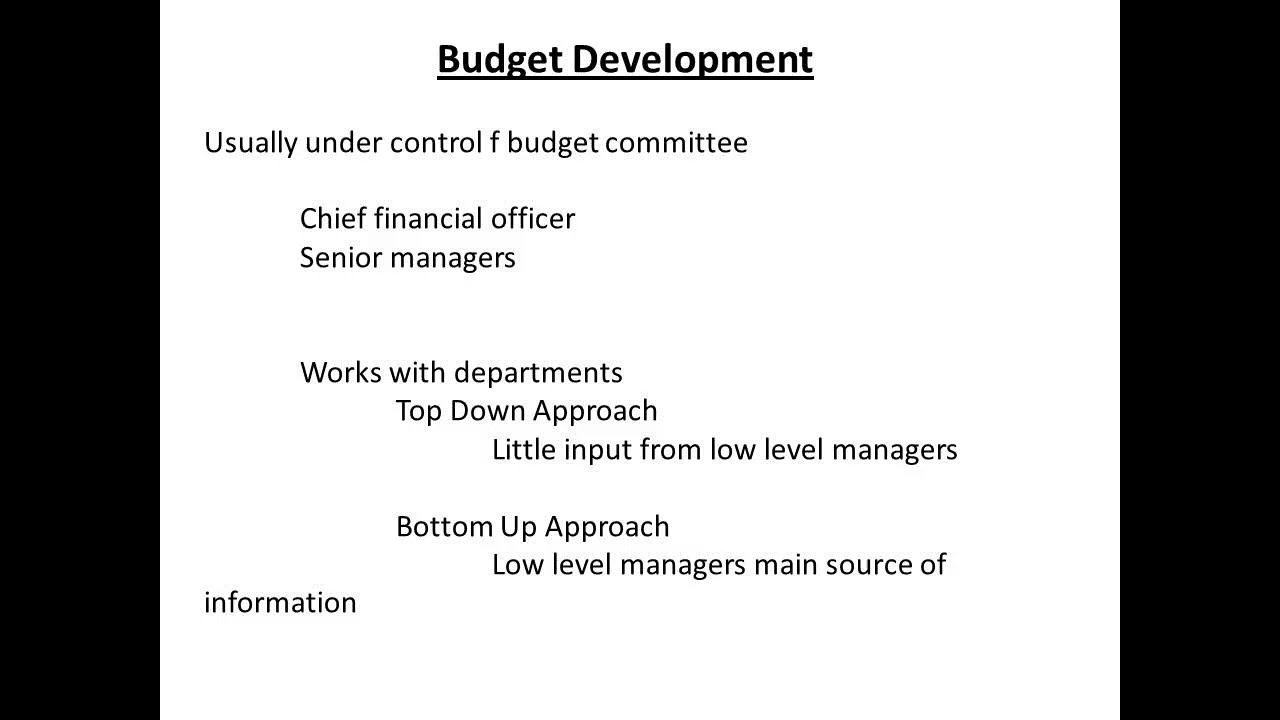 Budget Development
Usually under control f budget committee
Chief financial officer
Senior managers
Works with departments
Top Down Approach
Little input from low level managers
Bottom Up Approach
Low level managers main source of
information